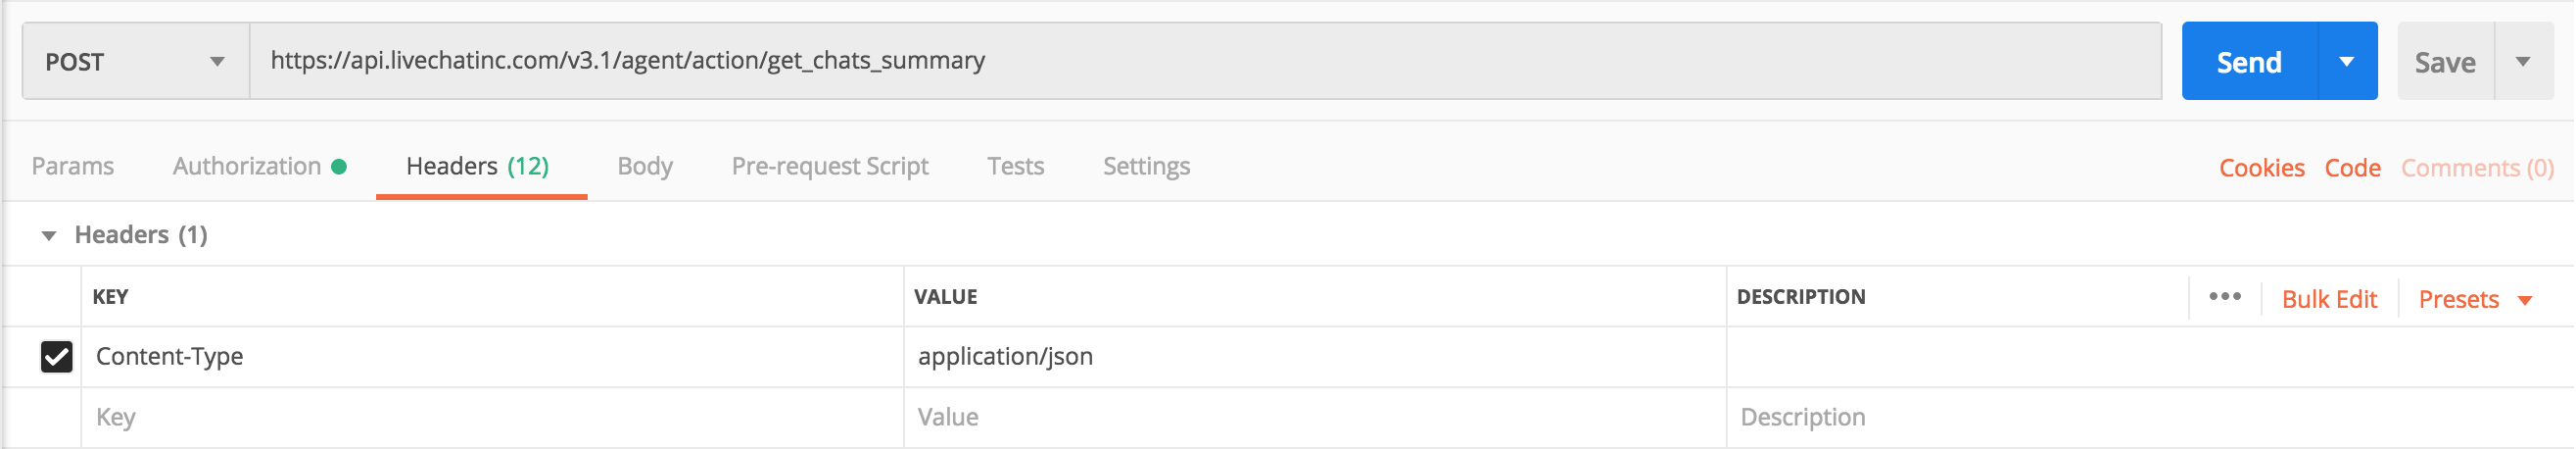 POST https://api.livechatinc.com/v3.1/agent/action/get_chats_summary Send Save
Params Authorization Headers (12) Body Pre-request Script Tests Settings Cookies Code Comments (0)
Headers (1)
KEY VALUE DESCRIPTION ••• Bulk Edit Presets
Content-Type application/json
Key Value Description